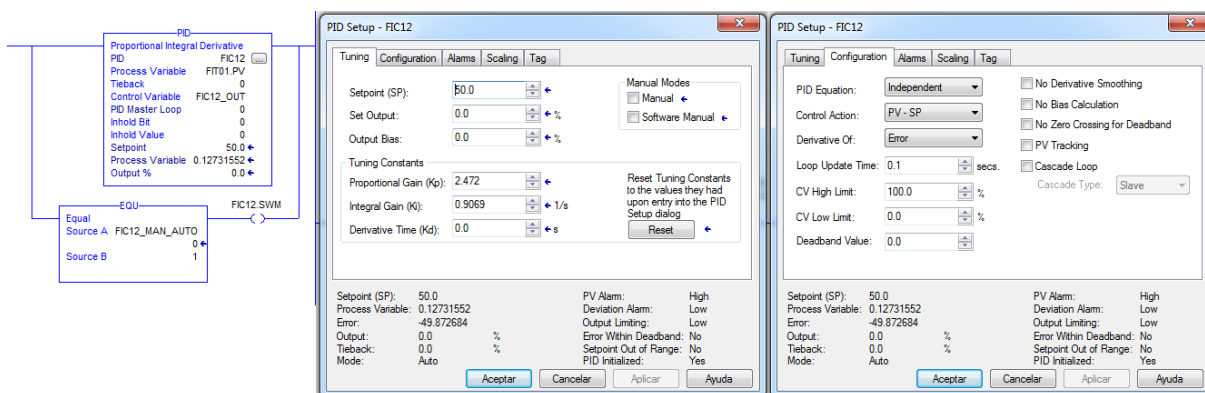 PID
Proportional Integral Derivative
PID FIC12 ...
Process Variable FIT01.PV
Tieback 0
Control Variable FIC12_OUT
PID Master Loop 0
Inhold Bit 0
Inhold Value 0
Setpoint 50.0
Process Variable 0.12731552
Output % 0.0
EQU
Equal
Source A FIC12_MAN_AUTO
0
Source B 1
FIC12.SWM
PID Setup - FIC12
Tuning Configuration Alarms Scaling Tag
Setpoint (SP): 50.0
Set Output: 0.0 %
Output Bias: 0.0 %
Manual Modes
Manual
Software Manual
Tuning Constants
Proportional Gain (Kp): 2.472
Integral Gain (Ki): 0.9069 1/s
Derivative Time (Kd): 0.0 s
Reset Tuning Constants
to the values they had
upon entry into the PID
Setup dialog
Reset
Setpoint (SP): 50.0
Process Variable: 0.12731552
Error: -49.872684
Output: 0.0 %
Tieback: 0.0 %
Mode: Auto
PV Alarm: High
Deviation Alarm: Low
Output Limiting: Low
Error Within Deadband: No
Setpoint Out of Range: No
PID Initialized: Yes
Aceptar Cancelar Aplicar Ayuda
PID Setup - FIC12
Tuning Configuration Alarms Scaling Tag
PID Equation: Independent
Control Action: PV - SP
Derivative Of: Error
Loop Update Time: 0.1 secs.
CV High Limit: 100.0 %
CV Low Limit: 0.0 %
Deadband Value: 0.0
No Derivative Smoothing
No Bias Calculation
No Zero Crossing for Deadband
PV Tracking
Cascade Loop
Cascade Type: Slave
Setpoint (SP): 50.0
Process Variable: 0.12731552
Error: -49.872684
Output: 0.0 %
Tieback: 0.0 %
Mode: Auto
PV Alarm: High
Deviation Alarm: Low
Output Limiting: Low
Error Within Deadband: No
Setpoint Out of Range: No
PID Initialized: Yes
Aceptar Cancelar Aplicar Ayuda